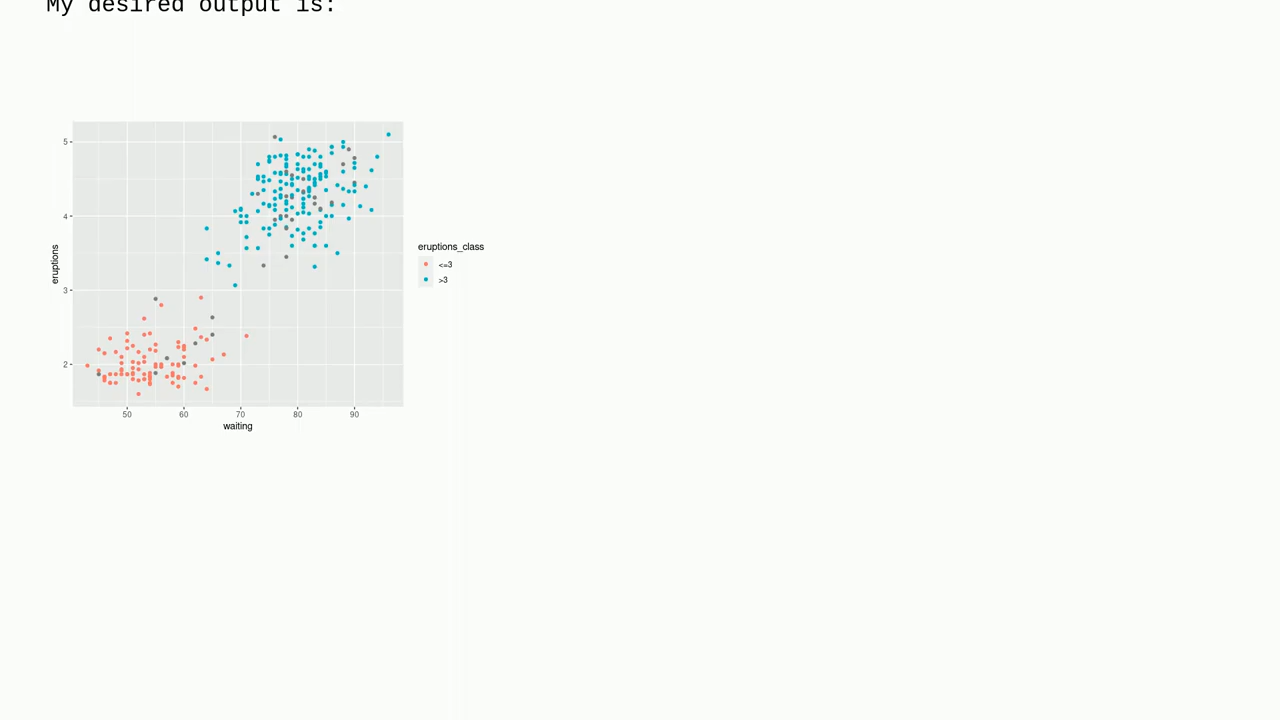 My desired output is:
5
4
3
2
eruptions
50 60 70 80 90
waiting
eruptions_class
<=3
>3